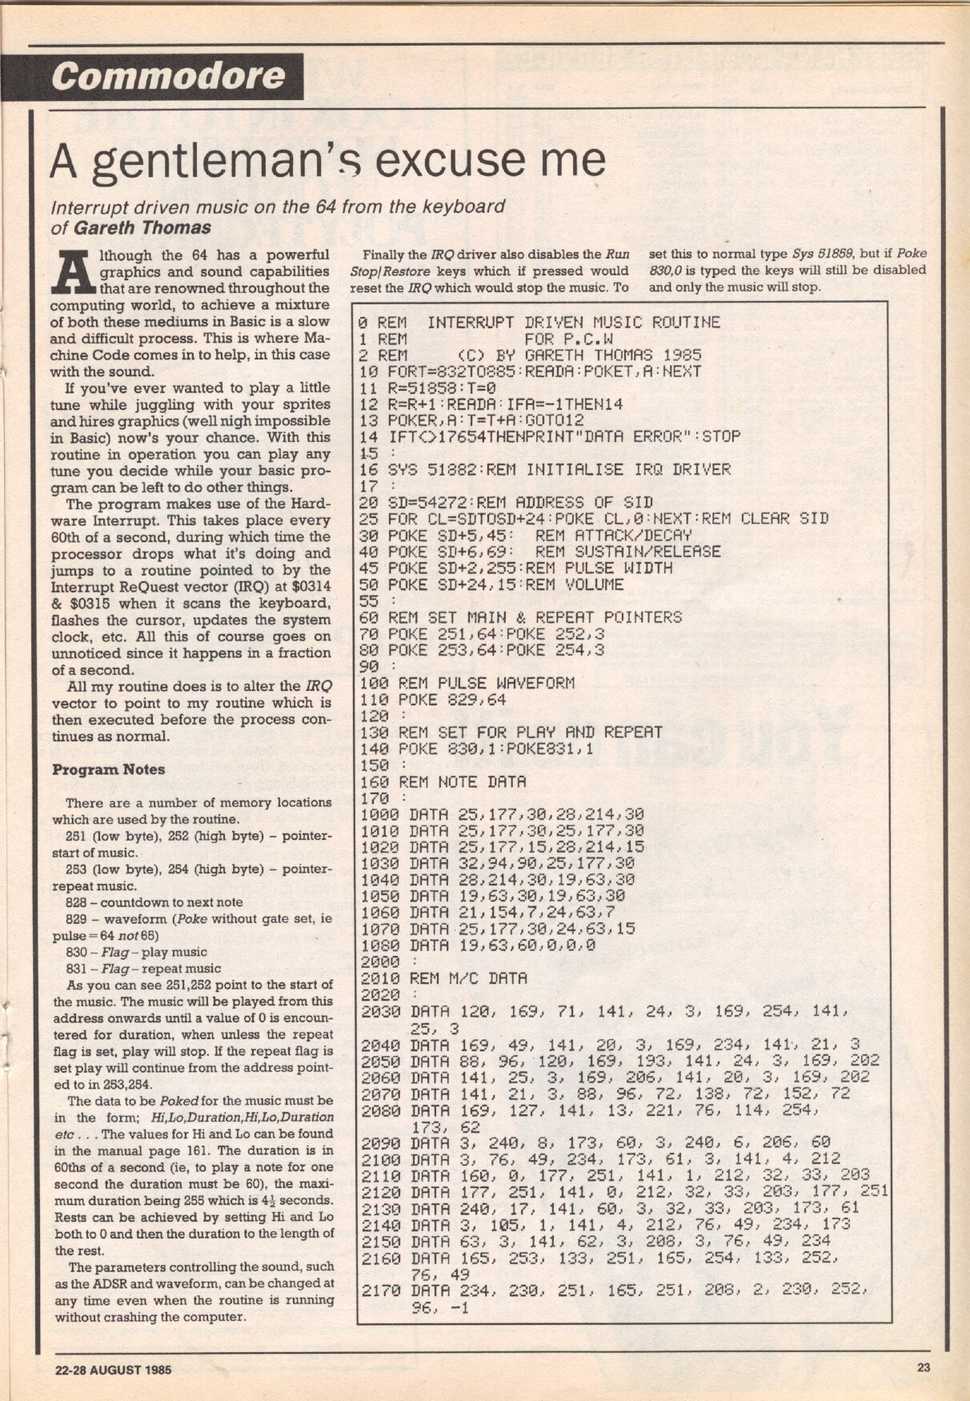 Commodore
A gentleman's excuse me
Interrupt driven music on the 64 from the keyboard
of Gareth Thomas
Although the 64 has a powerful
graphics and sound capabilities
that are renowned throughout the
computing world, to achieve a mixture
of both these mediums in Basic is a slow
and difficult process. This is where Ma-
chine Code comes in to help, in this case
with the sound.
If you've ever wanted to play a little
tune while juggling with your sprites
and hires graphics (well nigh impossible
in Basic) now's your chance. With this
routine in operation you can play any
tune you decide while your basic pro-
gram can be left to do other things.
The program makes use of the Hard-
ware Interrupt. This takes place every
60th of a second, during which time the
processor drops what it's doing and
jumps to a routine pointed to by the
Interrupt ReQuest vector (IRQ) at $0314
& $0315 when it scans the keyboard,
flashes the cursor, updates the system
clock, etc. All this of course goes on
unnoticed since it happens in a fraction
of a second.
All my routine does is to alter the IRQ
vector to point to my routine which is
then executed before the process con-
tinues as normal.
Program Notes
There are a number of memory locations
which are used by the routine.
251 (low byte), 252 (high byte) – pointer-
start of music.
253 (low byte), 254 (high byte) – pointer-
repeat music.
828 – countdown to next note
829 – waveform (Poke without gate set, ie
pulse = 64 not 65)
830 – Flag – play music
831 – Flag – repeat music
As you can see 251,252 point to the start of
the music. The music will be played from this
address onwards until a value of 0 is encoun-
tered for duration, when unless the repeat
flag is set, play will stop. If the repeat flag is
set play will continue from the address point-
ed to in 253,254.
The data to be Poked for the music must be
in the form; Hi,Lo,Duration,Hi,Lo,Duration
etc . . . The values for Hi and Lo can be found
in the manual page 161. The duration is in
60ths of a second (ie, to play a note for one
second the duration must be 60), the maxi-
mum duration being 255 which is 4½ seconds.
Rests can be achieved by setting Hi and Lo
both to 0 and then the duration to the length of
the rest.
The parameters controlling the sound, such
as the ADSR and waveform, can be changed at
any time even when the routine is running
without crashing the computer.
Finally the IRQ driver also disables the Run
Stop/Restore keys which if pressed would
reset the IRQ which would stop the music. To
set this to normal type Sys 51859, but if Poke
830,0 is typed the keys will still be disabled
and only the music will stop.
0 REM INTERRUPT DRIVEN MUSIC ROUTINE
1 REM FOR P.C.W
2 REM (C) BY GARETH THOMAS 1985
10 FORT=832TO885:READA:POKET,A:NEXT
11 R=51858:T=0
12 R=R+1:READA:IFA=-1THEN14
13 POKER,A:T=T+A:GOTO12
14 IFT<>17654THENPRINT"DATA ERROR":STOP
15 :
16 SYS 51882:REM INITIALISE IRQ DRIVER
17 :
20 SD=54272:REM ADDRESS OF SID
25 FOR CL=SDTOSD+24:POKE CL,0:NEXT:REM CLEAR SID
30 POKE SD+5,45: REM ATTACK/DECAY
40 POKE SD+6,69: REM SUSTAIN/RELEASE
45 POKE SD+2,255:REM PULSE WIDTH
50 POKE SD+24,15:REM VOLUME
55 :
60 REM SET MAIN & REPEAT POINTERS
70 POKE 251,64:POKE 252,3
80 POKE 253,64:POKE 254,3
90 :
100 REM PULSE WAVEFORM
110 POKE 829,64
120 :
130 REM SET FOR PLAY AND REPEAT
140 POKE 830,1:POKE831,1
150 :
160 REM NOTE DATA
170 :
1000 DATA 25,177,30,28,214,30
1010 DATA 25,177,30,25,177,30
1020 DATA 25,177,15,28,214,15
1030 DATA 32,94,90,25,177,30
1040 DATA 28,214,30,19,63,30
1050 DATA 19,63,30,19,63,30
1060 DATA 21,154,7,24,63,7
1070 DATA 25,177,30,24,63,15
1080 DATA 19,63,60,0,0,0
2000 :
2010 REM M/C DATA
2020 :
2030 DATA 120, 169, 71, 141, 24, 3, 169, 254, 141,
25, 3
2040 DATA 169, 49, 141, 20, 3, 169, 234, 141, 21, 3
2050 DATA 88, 96, 120, 169, 193, 141, 24, 3, 169, 202
2060 DATA 141, 25, 3, 169, 206, 141, 20, 3, 169, 202
2070 DATA 141, 21, 3, 88, 96, 72, 138, 72, 152, 72
2080 DATA 169, 127, 141, 13, 221, 76, 114, 254,
173, 62
2090 DATA 3, 240, 8, 173, 60, 3, 240, 6, 206, 60
2100 DATA 3, 76, 49, 234, 173, 61, 3, 141, 4, 212
2110 DATA 160, 0, 177, 251, 141, 1, 212, 32, 33, 203
2120 DATA 177, 251, 141, 0, 212, 32, 33, 203, 177, 251
2130 DATA 240, 17, 141, 60, 3, 32, 33, 203, 173, 61
2140 DATA 3, 105, 1, 141, 4, 212, 76, 49, 234, 173
2150 DATA 63, 3, 141, 62, 3, 208, 3, 76, 49, 234
2160 DATA 165, 253, 133, 251, 165, 254, 133, 252,
76, 49
2170 DATA 234, 230, 251, 165, 251, 208, 2, 230, 252,
96, -1
22-28 AUGUST 1985
23